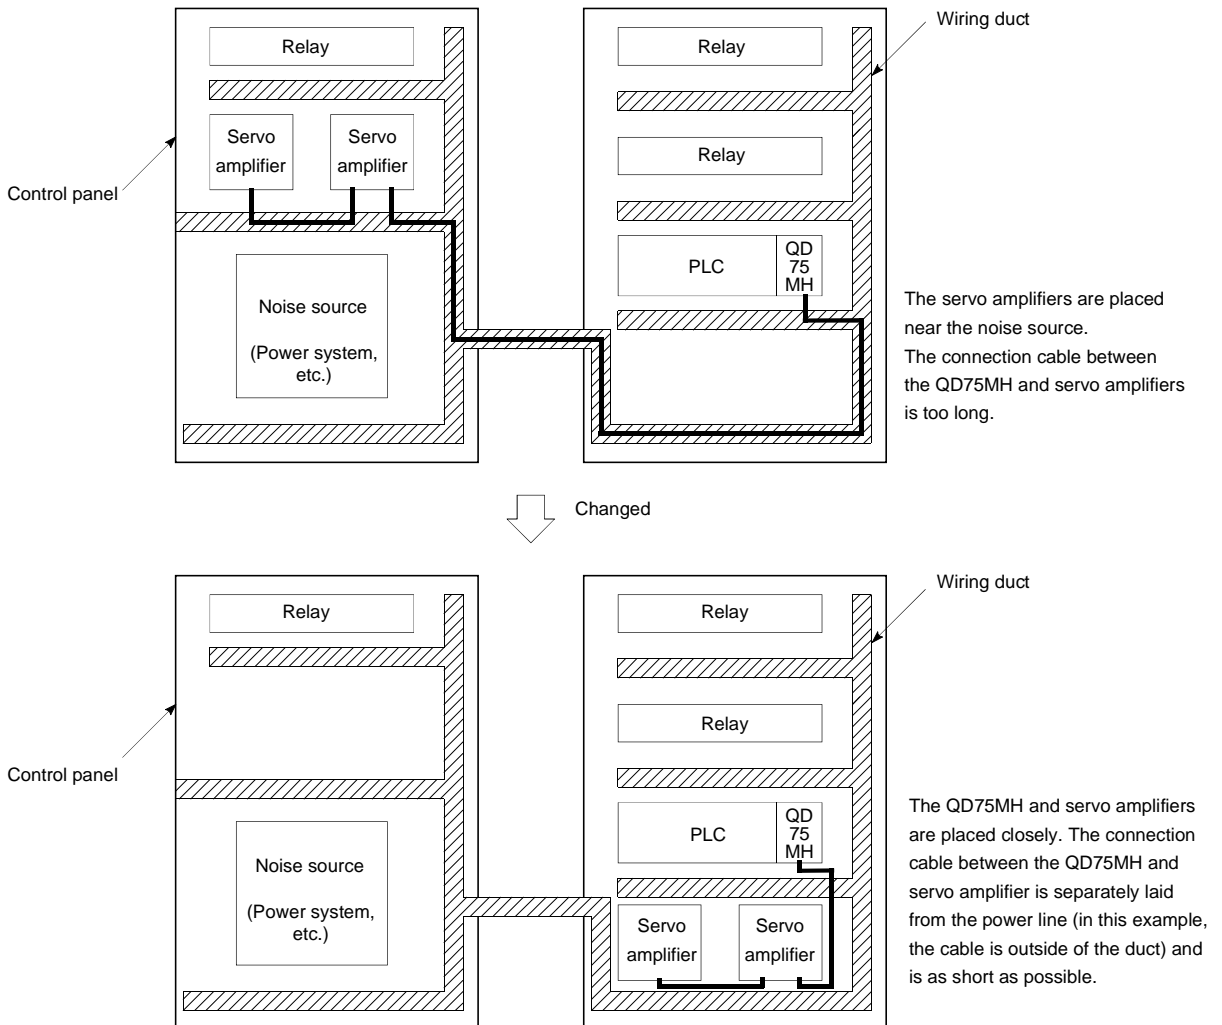 Wiring duct
Relay
Relay
Servo
amplifier
Servo
amplifier
Relay
Control panel
PLC
QD
75
MH
Noise source
(Power system,
etc.)
The servo amplifiers are placed
near the noise source.
The connection cable between
the QD75MH and servo amplifiers
is too long.
Changed
Wiring duct
Relay
Relay
Relay
Control panel
PLC
QD
75
MH
Noise source
(Power system,
etc.)
Servo
amplifier
Servo
amplifier
The QD75MH and servo amplifiers
are placed closely. The connection
cable between the QD75MH and
servo amplifier is separately laid
from the power line (in this example,
the cable is outside of the duct) and
is as short as possible.